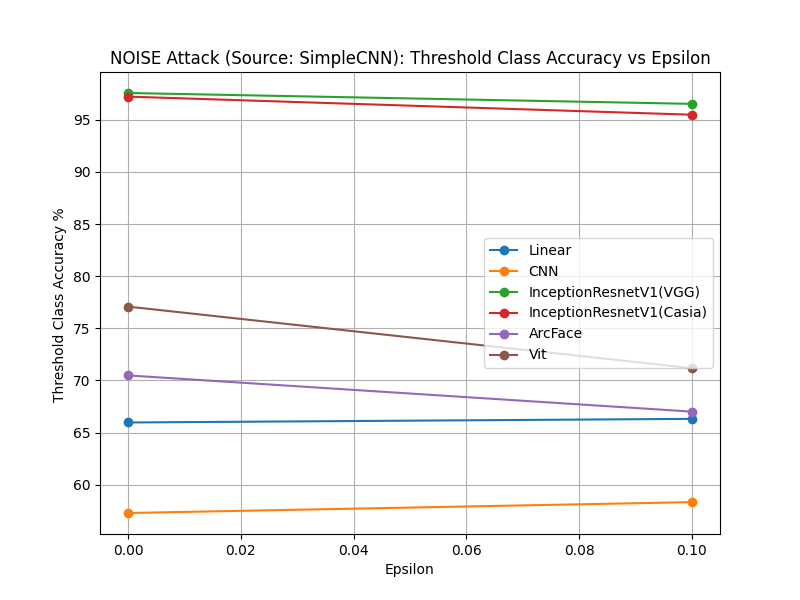 NOISE Attack (Source: SimpleCNN): Threshold Class Accuracy vs Epsilon
Threshold Class Accuracy %
95
90
85
80
75
70
65
60
Linear
CNN
InceptionResnetV1(VGG)
InceptionResnetV1(Casia)
ArcFace
Vit
0.00 0.02 0.04 0.06 0.08 0.10
Epsilon